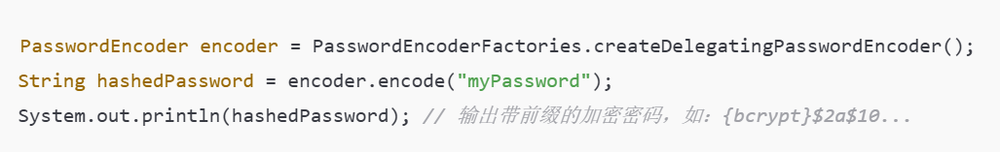 PasswordEncoder encoder = PasswordEncoderFactories.createDelegatingPasswordEncoder();
String hashedPassword = encoder.encode("myPassword");
System.out.println(hashedPassword); // 输出带前缀的加密密码，如：{bcrypt}$2a$10...